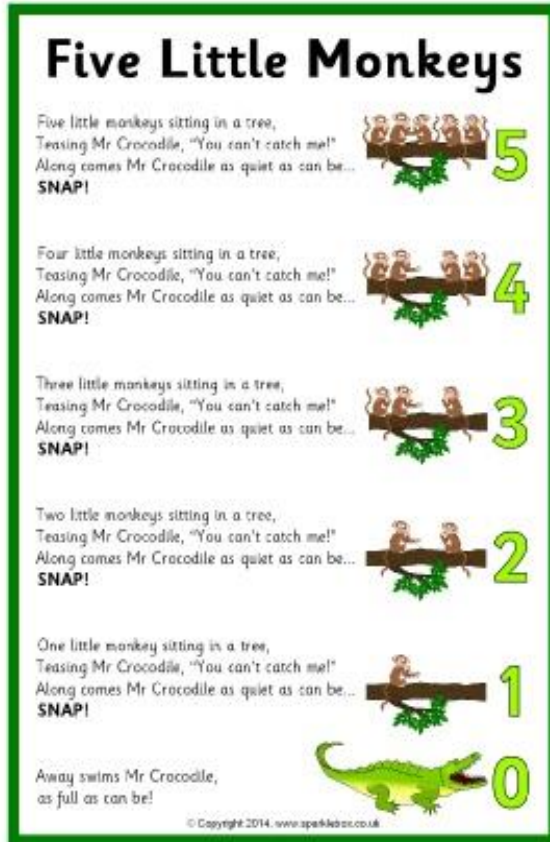 Five Little Monkeys
Five little monkeys sitting in a tree,
Teasing Mr Crocodile, "You can't catch me!"
Along comes Mr Crocodile as quiet as can be...
SNAP!
5
Four little monkeys sitting in a tree,
Teasing Mr Crocodile, "You can't catch me!"
Along comes Mr Crocodile as quiet as can be...
SNAP!
4
Three little monkeys sitting in a tree,
Teasing Mr Crocodile, "You can't catch me!"
Along comes Mr Crocodile as quiet as can be...
SNAP!
3
Two little monkeys sitting in a tree,
Teasing Mr Crocodile, "You can't catch me!"
Along comes Mr Crocodile as quiet as can be...
SNAP!
2
One little monkey sitting in a tree,
Teasing Mr Crocodile, "You can't catch me!"
Along comes Mr Crocodile as quiet as can be...
SNAP!
1
Away swims Mr Crocodile,
as full as can be!
0
© Copyright 2014, www.sparklebox.co.uk